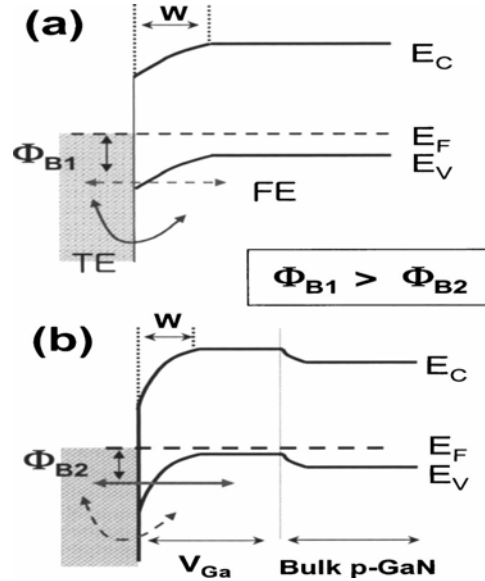 (a)
W
E_C
Φ_B1
E_F
E_V
FE
TE
Φ_B1 > Φ_B2
(b)
W
E_C
Φ_B2
E_F
E_V
V_Ga
Bulk p-GaN